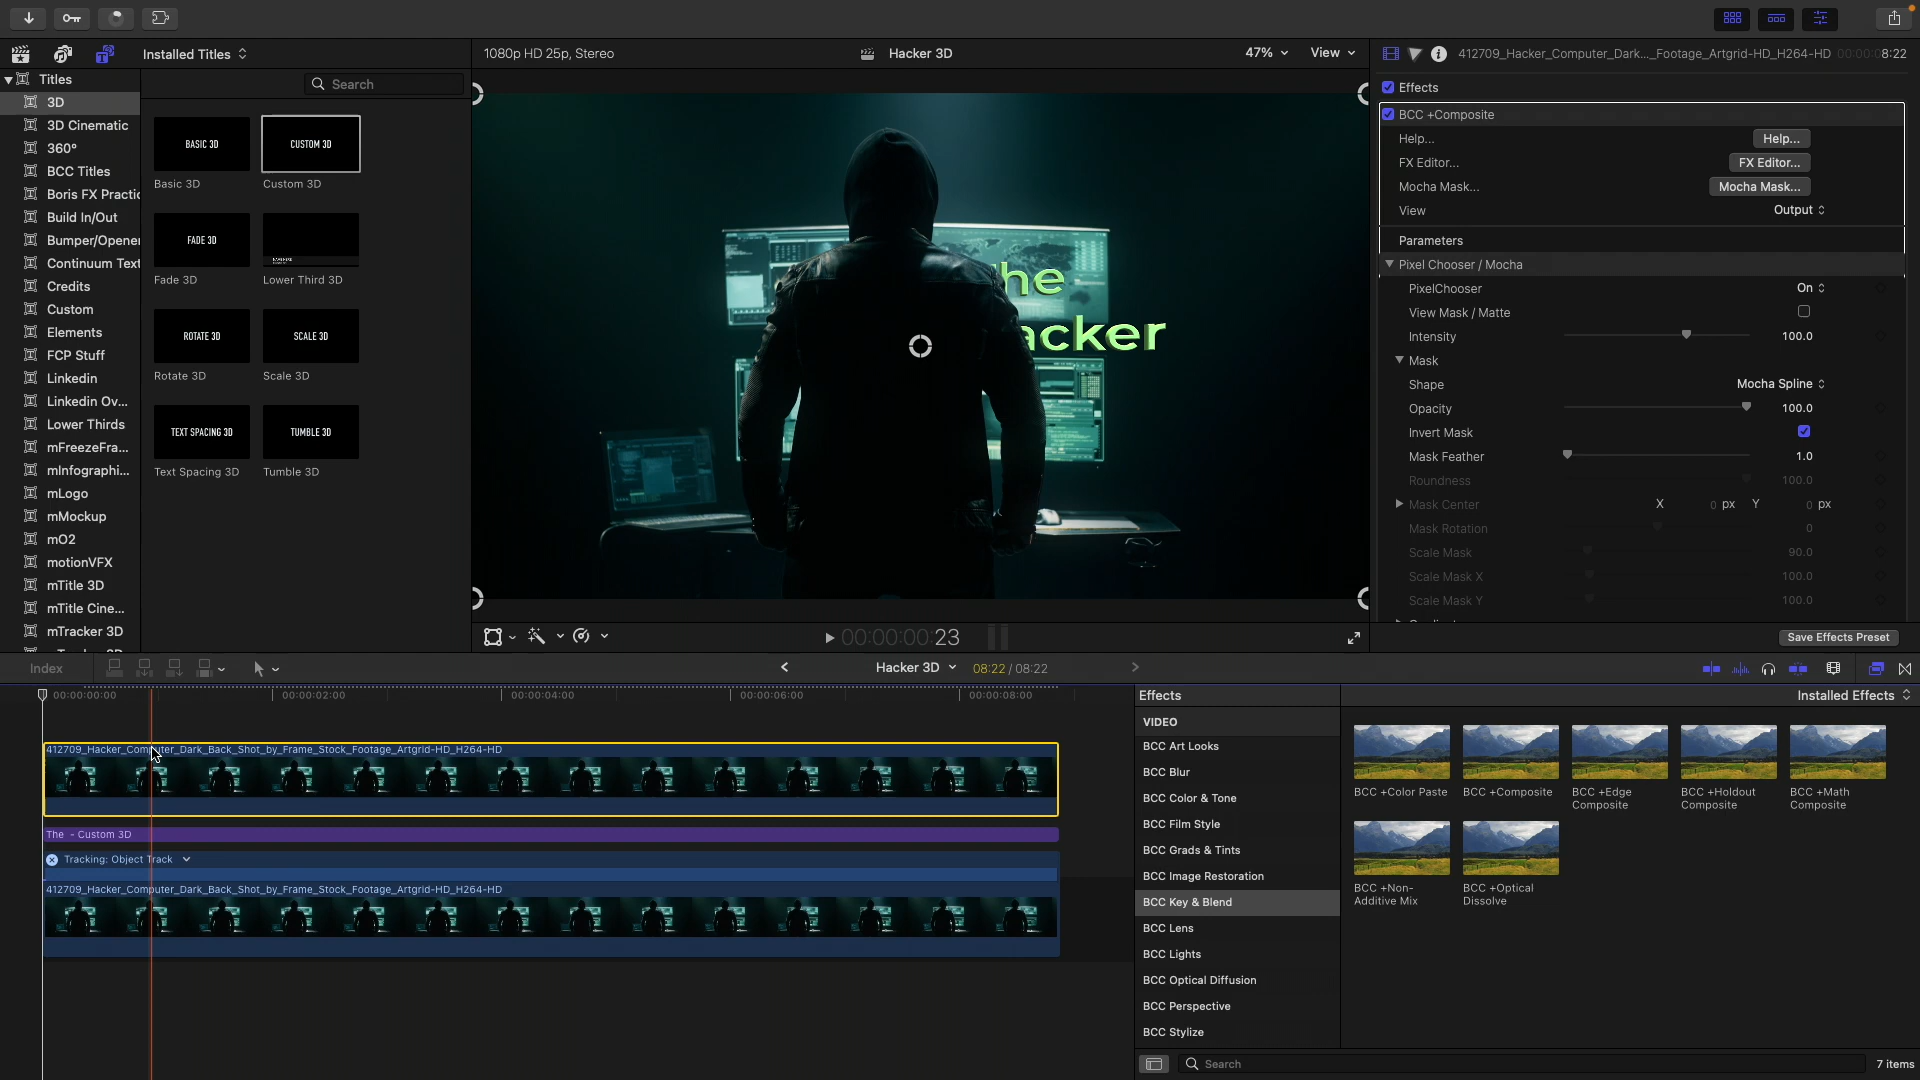 Installed Titles
1080p HD 25p, Stereo
Hacker 3D
47%
View
412709_Hacker_Computer_Dark..._Footage_Artgrid-HD_H264-HD
00:00:08:22
Titles
Search
3D
3D Cinematic
360°
BCC Titles
Boris FX Practic
Build In/Out
Bumper/Opener
Continuum Text
Credits
Custom
Elements
FCP Stuff
Linkedin
Linkedin Ov...
Lower Thirds
mFreezeFra...
mInfographi...
mLogo
mMockup
mO2
motionVFX
mTitle 3D
mTitle Cine...
mTracker 3D
BASIC 3D
Basic 3D
CUSTOM 3D
Custom 3D
FADE 3D
Fade 3D
Lower Third 3D
ROTATE 3D
Rotate 3D
SCALE 3D
Scale 3D
TEXT SPACING 3D
Text Spacing 3D
TUMBLE 3D
Tumble 3D
he
acker
00:00:00:23
Effects
BCC +Composite
Help...
Help...
FX Editor...
FX Editor...
Mocha Mask...
Mocha Mask...
View
Output
Parameters
Pixel Chooser / Mocha
PixelChooser
On
View Mask / Matte
Intensity
100.0
Mask
Shape
Mocha Spline
Opacity
100.0
Invert Mask
Mask Feather
1.0
Roundness
100.0
Mask Center
X
0 px
Y
0 px
Mask Rotation
0
Scale Mask
90.0
Scale Mask X
100.0
Scale Mask Y
100.0
Save Effects Preset
Index
Hacker 3D
08:22 / 08:22
00:00:00:00
00:00:02:00
00:00:04:00
00:00:06:00
00:00:08:00
412709_Hacker_Computer_Dark_Back_Shot_by_Frame_Stock_Footage_Artgrid-HD_H264-HD
The - Custom 3D
Tracking: Object Track
412709_Hacker_Computer_Dark_Back_Shot_by_Frame_Stock_Footage_Artgrid-HD_H264-HD
Effects
Installed Effects
VIDEO
BCC Art Looks
BCC Blur
BCC Color & Tone
BCC Film Style
BCC Grads & Tints
BCC Image Restoration
BCC Key & Blend
BCC Lens
BCC Lights
BCC Optical Diffusion
BCC Perspective
BCC Stylize
BCC +Color Paste
BCC +Composite
BCC +Edge
Composite
BCC +Holdout
Composite
BCC +Math
Composite
BCC +Non-
Additive Mix
BCC +Optical
Dissolve
Search
7 items